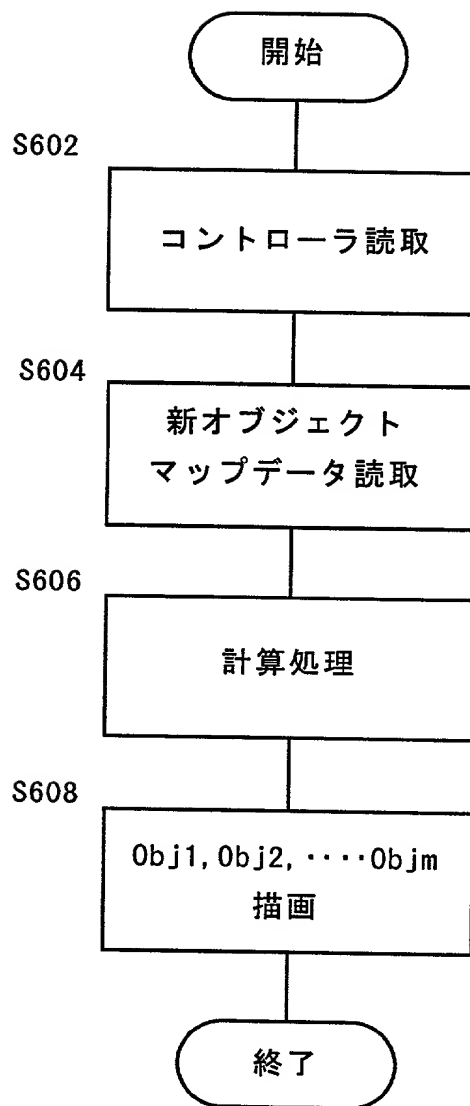 開始
S602
コントローラ読取
S604
新オブジェクト
マップデータ読取
S606
計算処理
S608
Obj1,Obj2,････Objm
描画
終了